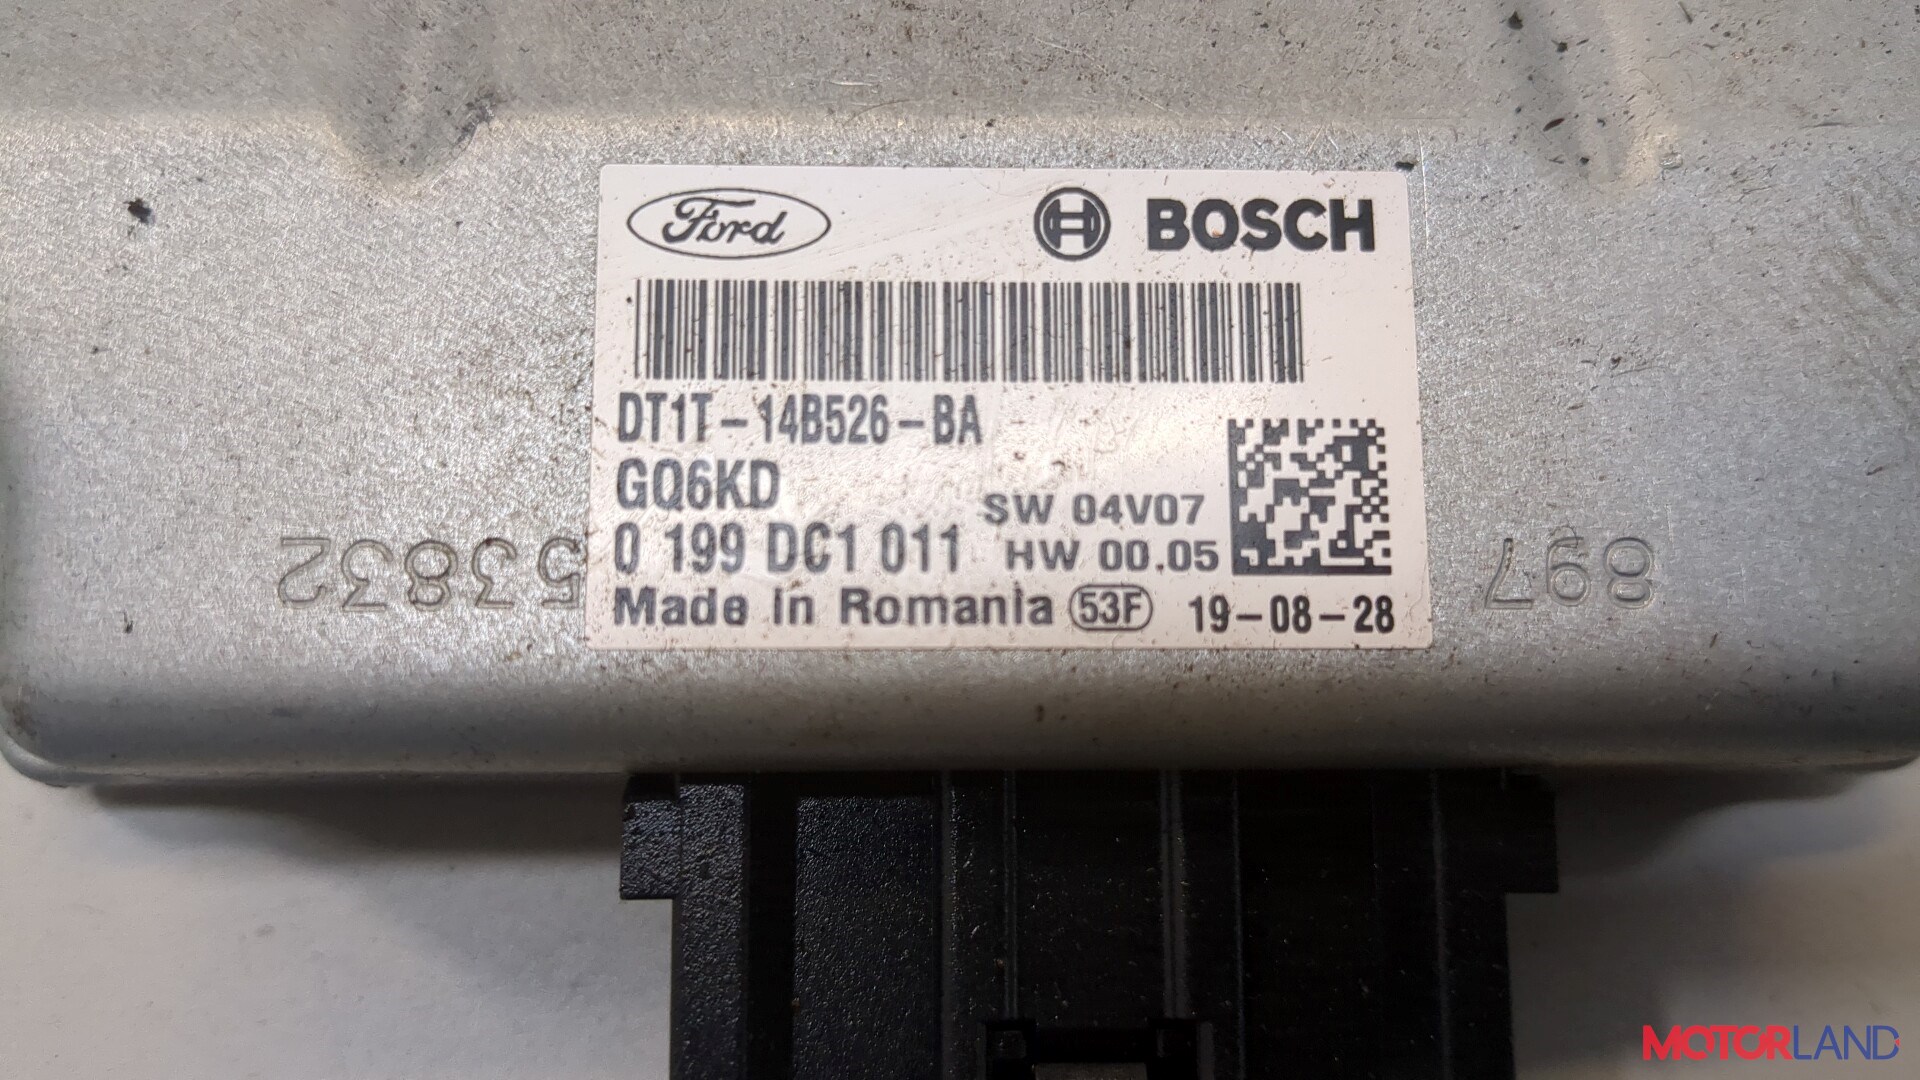 Ford BOSCH
DT1T-14B526-BA
GQ6KD
SW 04V07
0 199 DC1 011 HW 00.05
Made in Romania 53F 19-08-28
53832
897
MOTORLAND